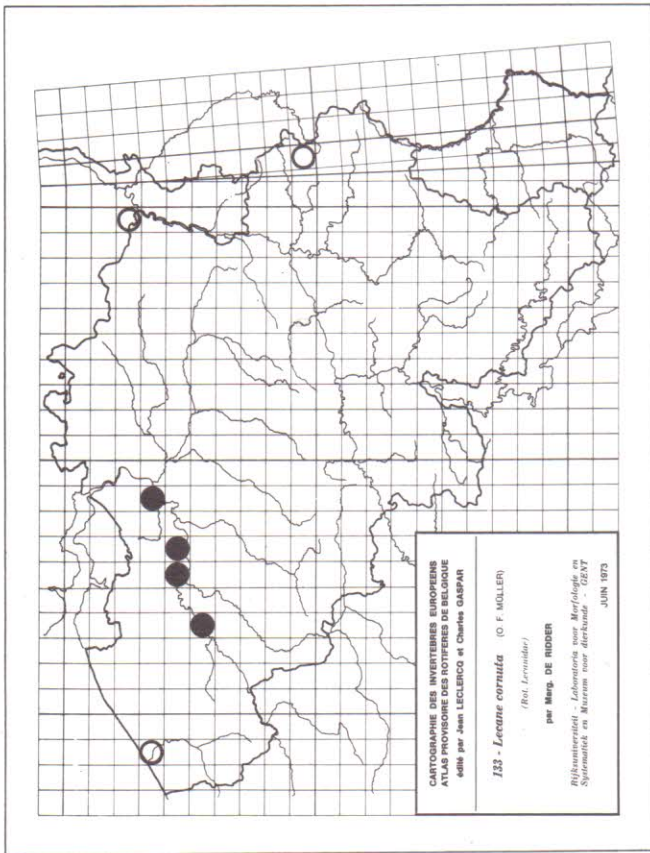 CARTOGRAPHIE DES INVERTEBRES EUROPEENS
ATLAS PROVISOIRE DES ROTIFERES DE BELGIQUE
édité par Jean LECLERCQ et Charles GASPAR
133 - Lecane cornuta (O. F. MÜLLER)
(Rot. Lecanidae)
par Marg. DE RIDDER
Rijksuniversiteit - Laboratoria voor Morfologie en
Systematiek en Museum voor dierkunde - GENT
JUIN 1973